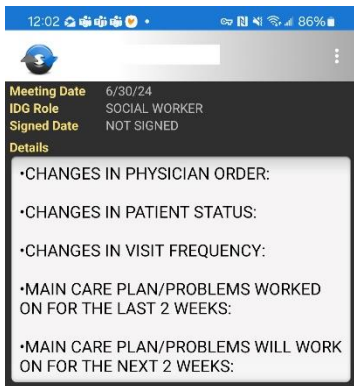 12:02 86%
Meeting Date 6/30/24
IDG Role SOCIAL WORKER
Signed Date NOT SIGNED
Details
•CHANGES IN PHYSICIAN ORDER:
•CHANGES IN PATIENT STATUS:
•CHANGES IN VISIT FREQUENCY:
•MAIN CARE PLAN/PROBLEMS WORKED
ON FOR THE LAST 2 WEEKS:
•MAIN CARE PLAN/PROBLEMS WILL WORK
ON FOR THE NEXT 2 WEEKS: